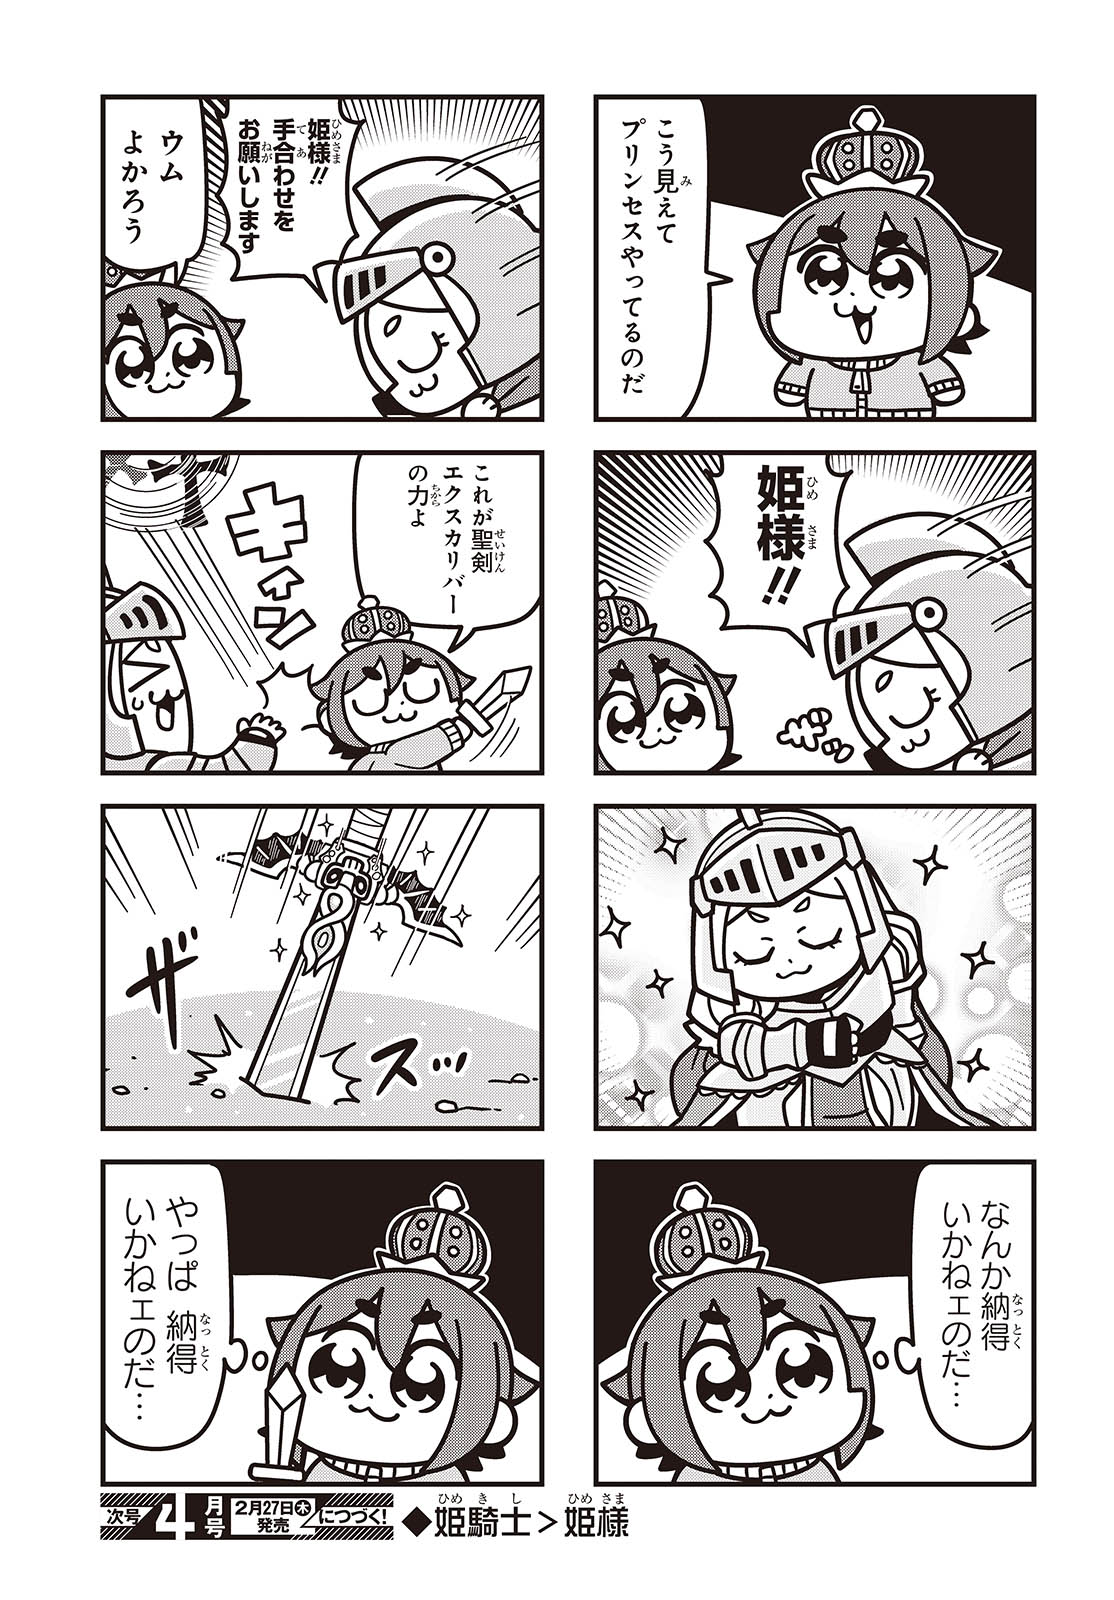 こう見えて
プリンセスやってるのだ
姫様!!
ギッ
なんか納得
いかねェのだ…
姫様!!
手合わせを
お願いします
ウム
よかろう
これが聖剣
エクスカリバー
の力よ
キィン
ザ
スッ
やっぱ 納得
いかねェのだ…
◆姫騎士＞姫様
次号4月号 2月27日㊍発売につづく!